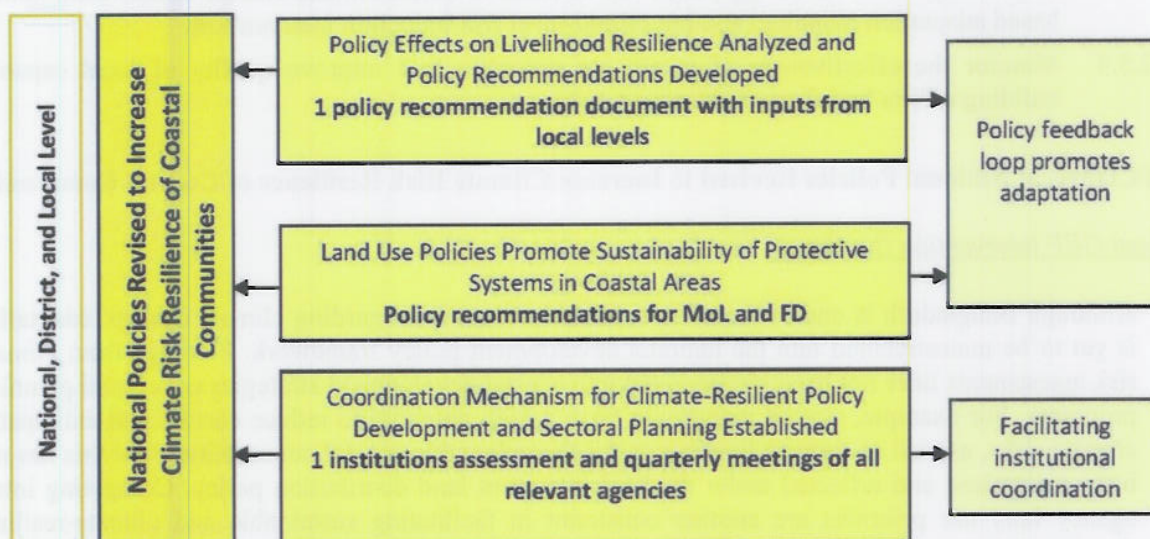 National, District, and Local Level
National Policies Revised to Increase
Climate Risk Resilience of Coastal
Communities
Policy Effects on Livelihood Resilience Analyzed and
Policy Recommendations Developed
1 policy recommendation document with inputs from
local levels
Land Use Policies Promote Sustainability of Protective
Systems in Coastal Areas
Policy recommendations for MoL and FD
Coordination Mechanism for Climate-Resilient Policy
Development and Sectoral Planning Established
1 institutions assessment and quarterly meetings of all
relevant agencies
Policy feedback
loop promotes
adaptation
Facilitating
institutional
coordination